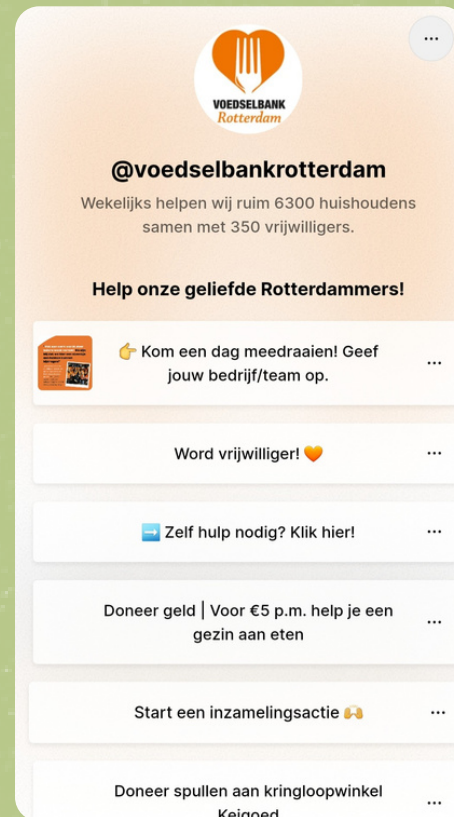 VOEDSELBANK
Rotterdam
@voedselbankrotterdam
Wekelijks helpen wij ruim 6300 huishoudens
samen met 350 vrijwilligers.
Help onze geliefde Rotterdammers!
👉 Kom een dag meedraaien! Geef
jouw bedrijf/team op.
Word vrijwilliger! 🧡
➡️ Zelf hulp nodig? Klik hier!
Doneer geld | Voor €5 p.m. help je een
gezin aan eten
Start een inzamelingsactie 🙌
Doneer spullen aan kringloopwinkel
Keigoed